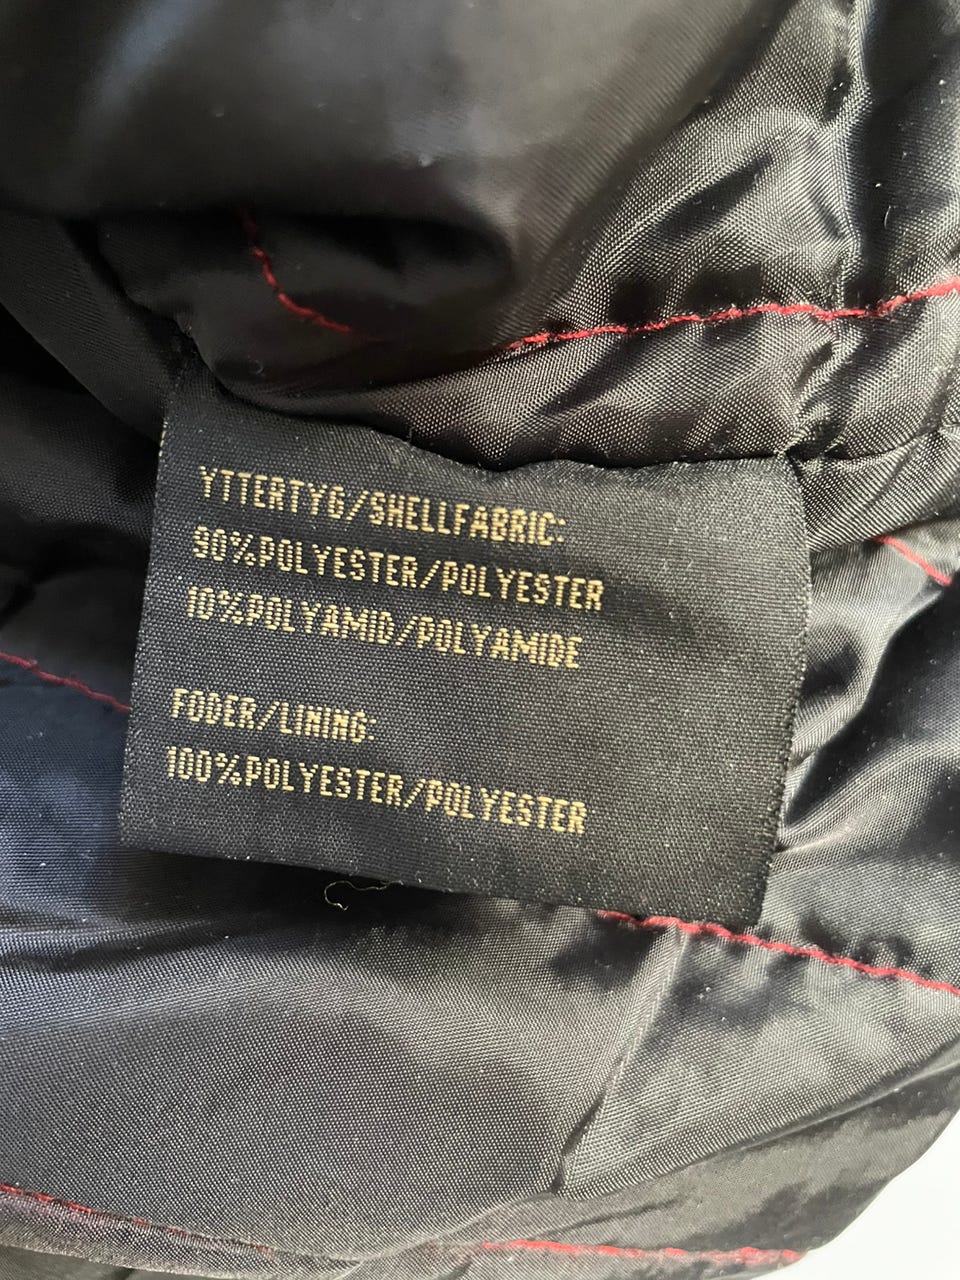 YTTERTYG/SHELLFABRIC:
90%POLYESTER/POLYESTER
10%POLYAMID/POLYAMIDE
FODER/LINING:
100%POLYESTER/POLYESTER